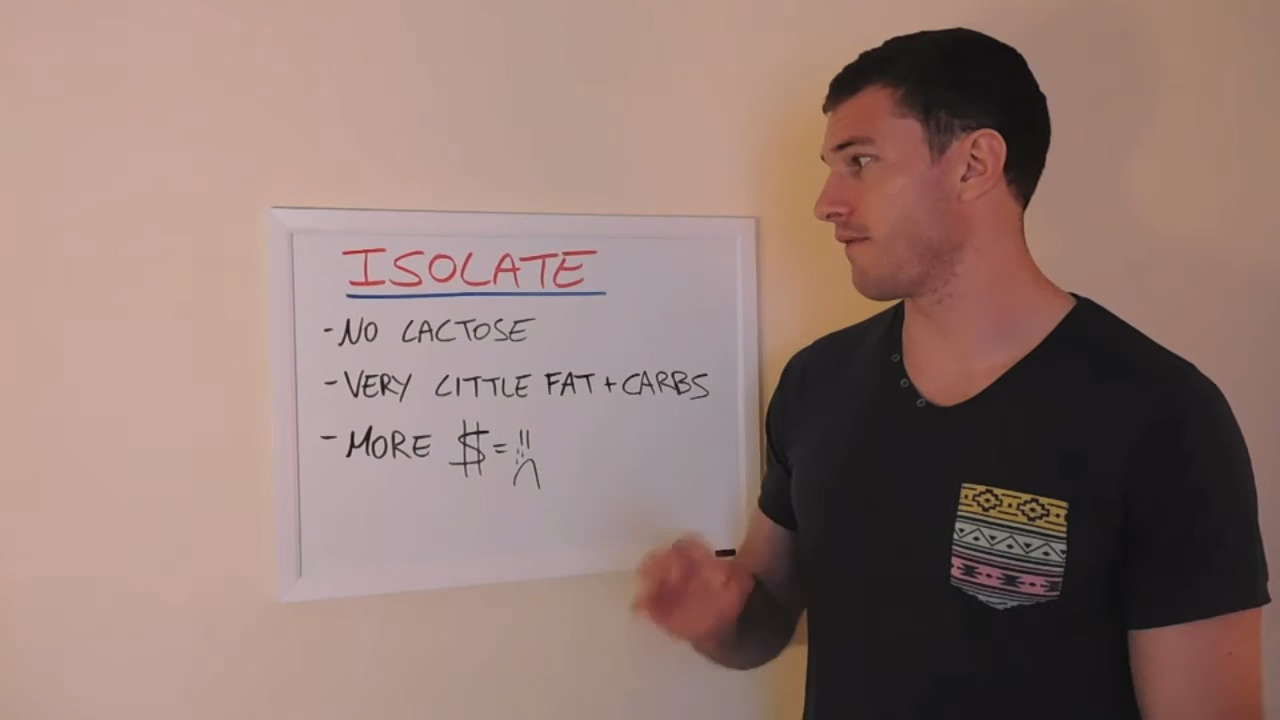 ISOLATE
-NO LACTOSE
-VERY LITTLE FAT + CARBS
-MORE $ =